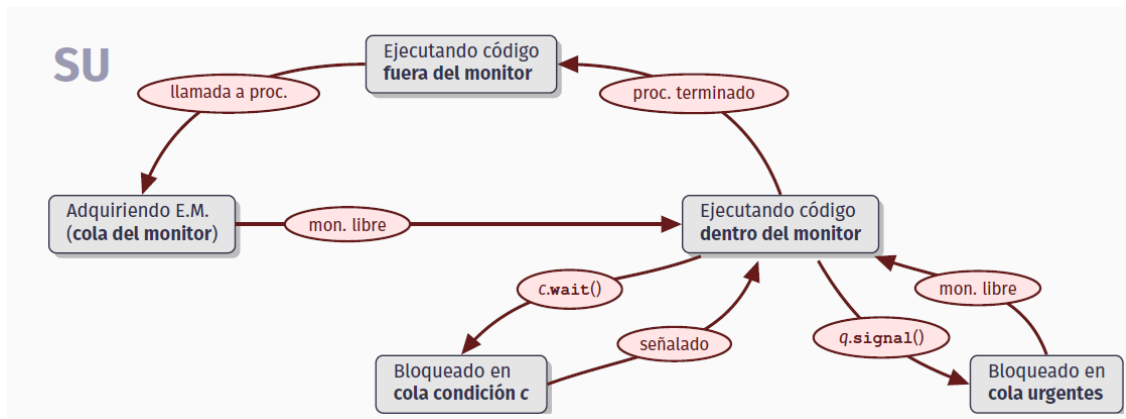 SU
Ejecutando código
fuera del monitor
llamada a proc.
proc. terminado
Adquiriendo E.M.
(cola del monitor)
mon. libre
Ejecutando código
dentro del monitor
c.wait()
señalado
q.signal()
mon. libre
Bloqueado en
cola condición c
Bloqueado en
cola urgentes